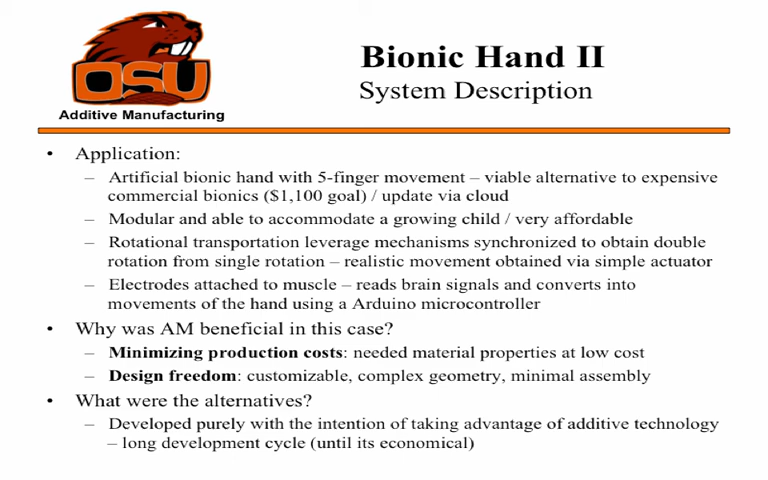 OSU
Additive Manufacturing
Bionic Hand II
System Description
• Application:
– Artificial bionic hand with 5-finger movement – viable alternative to expensive
commercial bionics ($1,100 goal) / update via cloud
– Modular and able to accommodate a growing child / very affordable
– Rotational transportation leverage mechanisms synchronized to obtain double
rotation from single rotation – realistic movement obtained via simple actuator
– Electrodes attached to muscle – reads brain signals and converts into
movements of the hand using a Arduino microcontroller
• Why was AM beneficial in this case?
– Minimizing production costs: needed material properties at low cost
– Design freedom: customizable, complex geometry, minimal assembly
• What were the alternatives?
– Developed purely with the intention of taking advantage of additive technology
– long development cycle (until its economical)